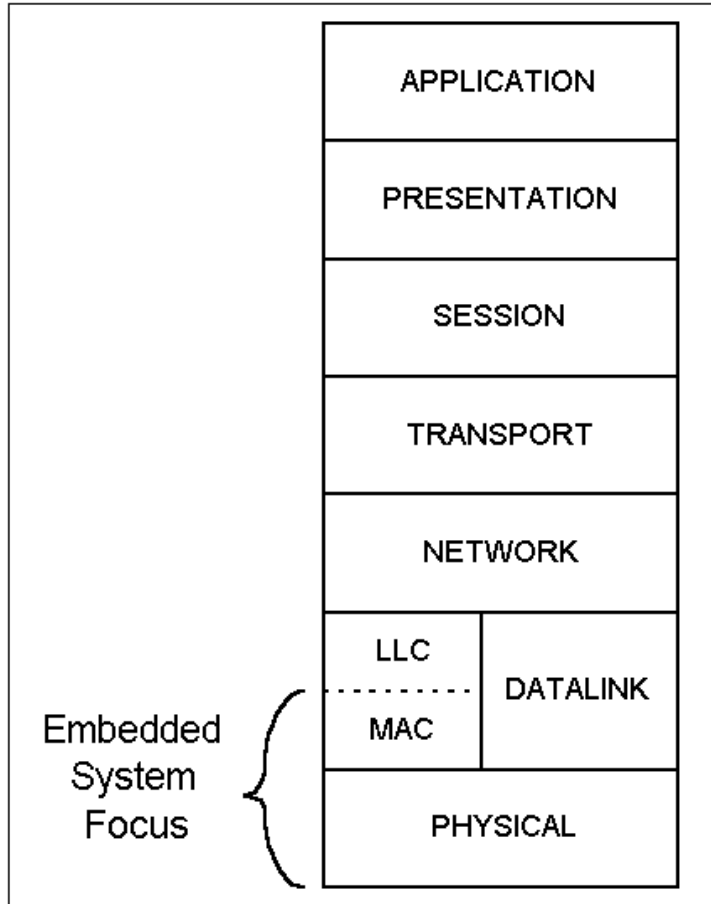 APPLICATION
PRESENTATION
SESSION
TRANSPORT
NETWORK
LLC
DATALINK
MAC
Embedded
System
Focus
PHYSICAL